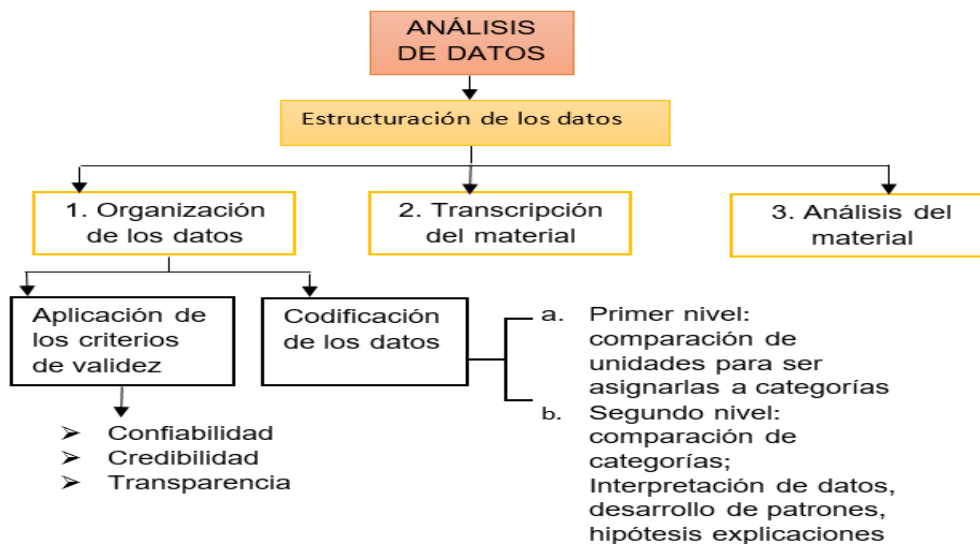 ANÁLISIS
DE DATOS
Estructuración de los datos
1. Organización
de los datos
2. Transcripción
del material
3. Análisis del
material
Aplicación de
los criterios
de validez
Codificación
de los datos
a. Primer nivel:
comparación de
unidades para ser
asignarlas a categorías
b. Segundo nivel:
comparación de
categorías;
Interpretación de datos,
desarrollo de patrones,
hipótesis explicaciones
➢ Confiabilidad
➢ Credibilidad
➢ Transparencia